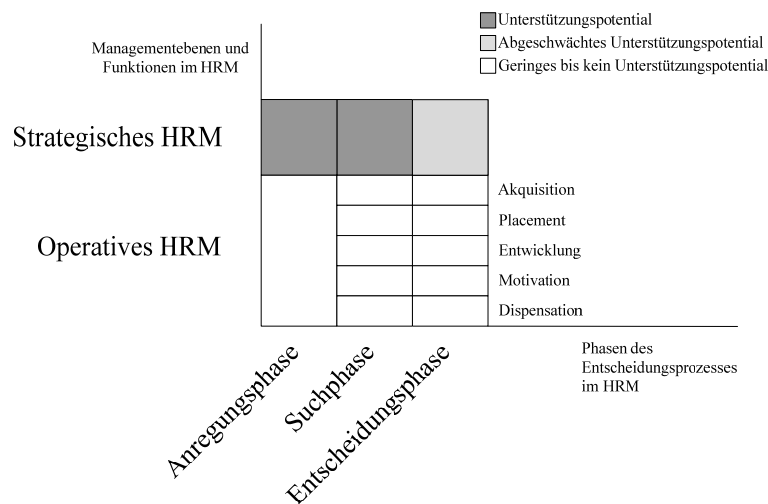 Managementebenen und
Funktionen im HRM
Unterstützungspotential
Abgeschwächtes Unterstützungspotential
Geringes bis kein Unterstützungspotential
Strategisches HRM
Operatives HRM
Akquisition
Placement
Entwicklung
Motivation
Dispensation
Anregungsphase
Suchphase
Entscheidungsphase
Phasen des
Entscheidungsprozesses
im HRM